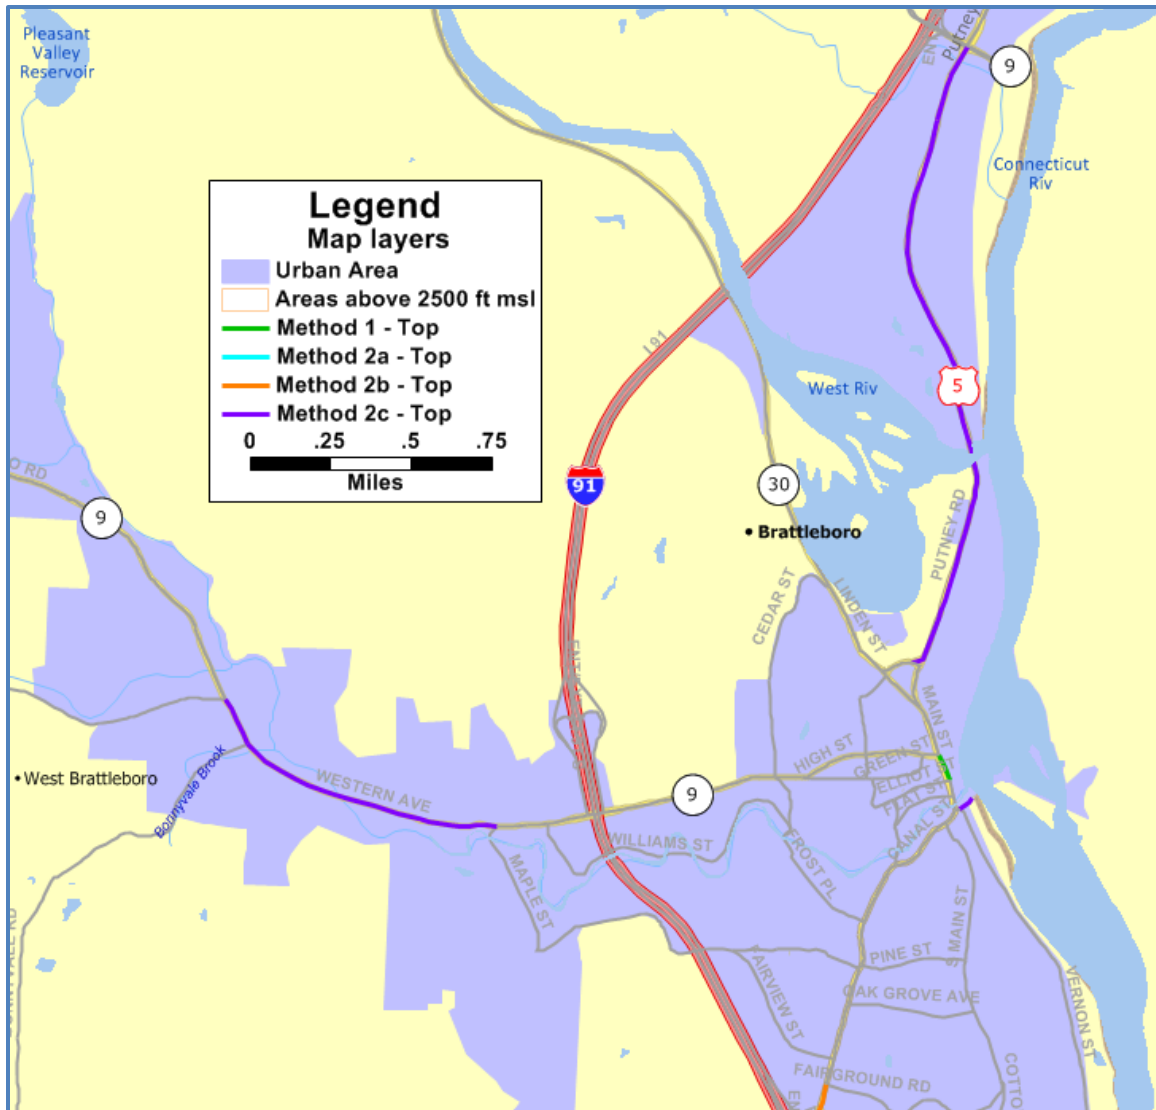 Pleasant
Valley
Reservoir
Putney
9
Connecticut
Riv
Legend
Map layers
Urban Area
Areas above 2500 ft msl
Method 1 - Top
Method 2a - Top
Method 2b - Top
Method 2c - Top
0 .25 .5 .75
Miles
I 91
West Riv
5
91
30
9
O RD
Brattleboro
PUTNEY RD
CEDAR ST
LINDEN ST
MAIN ST
HIGH ST
GREEN ST
ELLIOT ST
FLAT ST
CANAL ST
West Brattleboro
Bonnyvale Brook
WESTERN AVE
9
WILLIAMS ST
FROST PL
MAPLE ST
S MAIN ST
PINE ST
FAIRVIEW ST
OAK GROVE AVE
VERNON ST
FAIRGROUND RD
COTTO